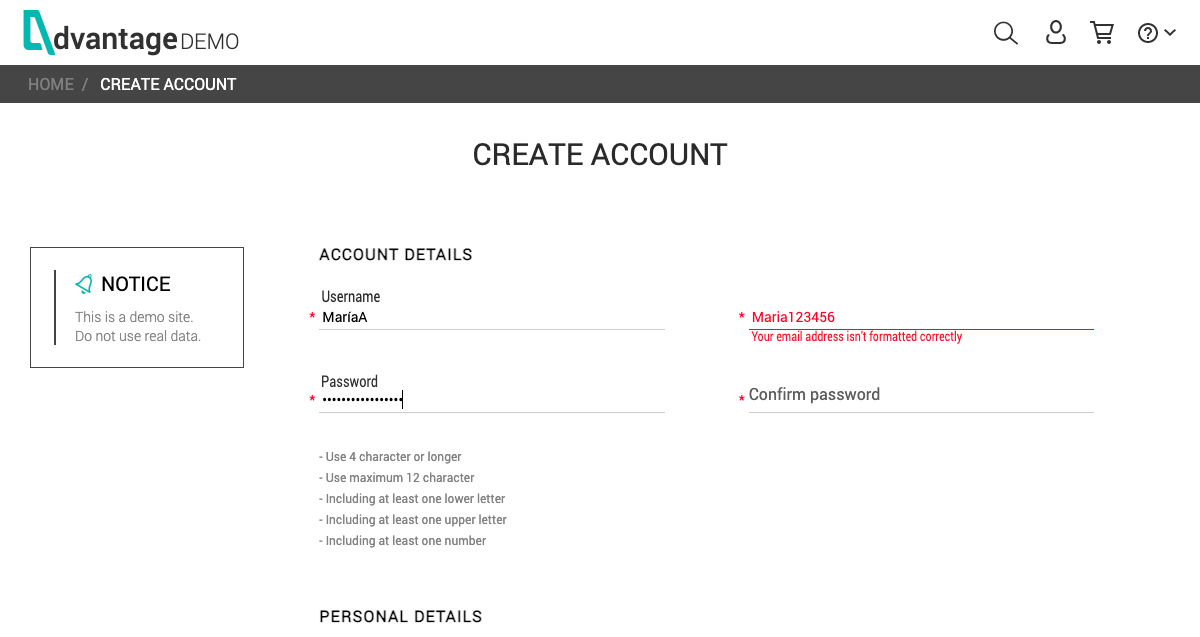 dvantage DEMO
HOME / CREATE ACCOUNT
CREATE ACCOUNT
NOTICE
This is a demo site.
Do not use real data.
ACCOUNT DETAILS
Username
* MaríaA
* Maria123456
Your email address isn't formatted correctly
Password
* •••••••••••••••••
* Confirm password
- Use 4 character or longer
- Use maximum 12 character
- Including at least one lower letter
- Including at least one upper letter
- Including at least one number
PERSONAL DETAILS